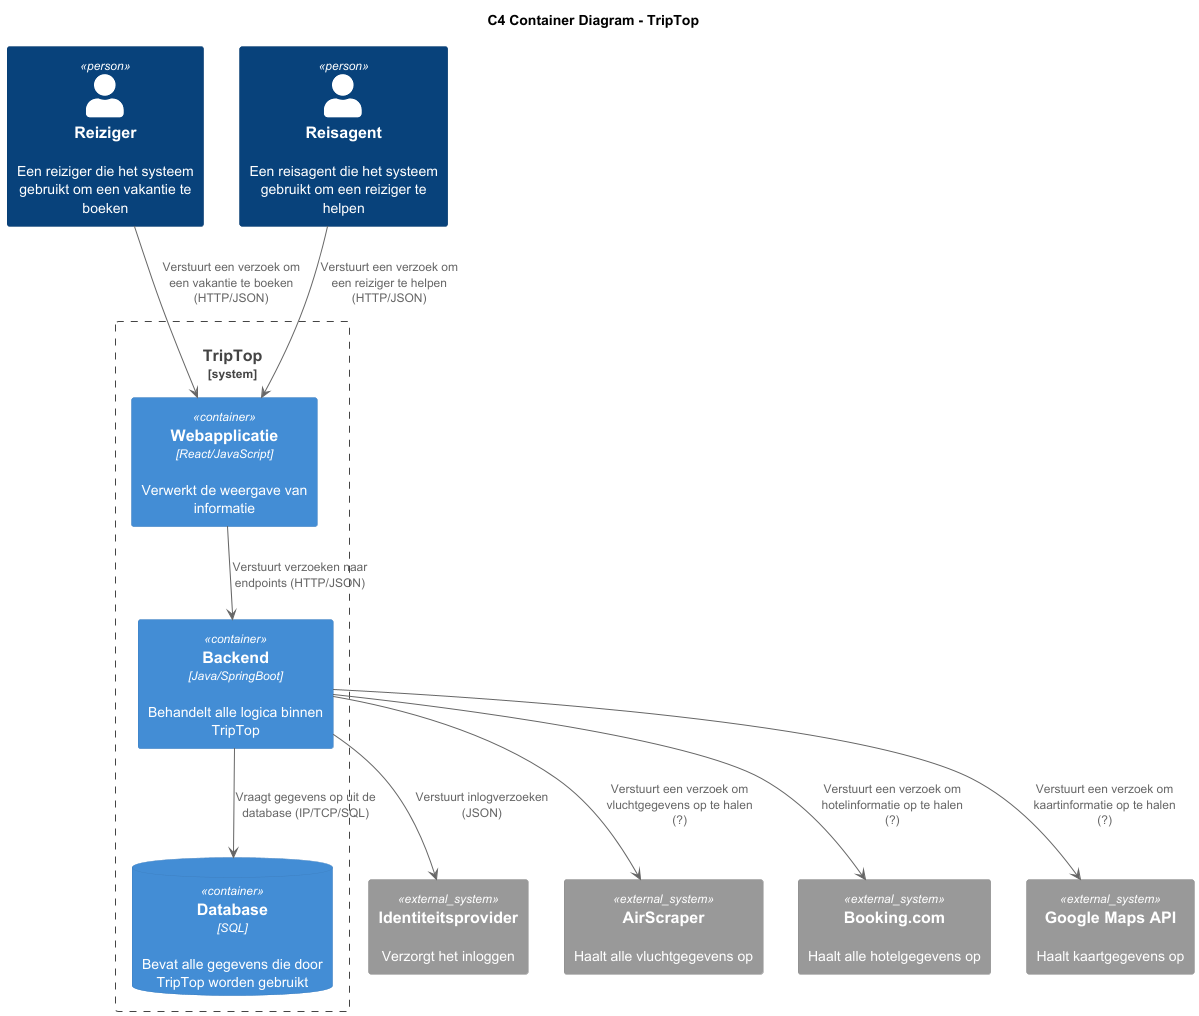 C4 Container Diagram - TripTop
«person»
Reiziger
Een reiziger die het systeem
gebruikt om een vakantie te
boeken
«person»
Reisagent
Een reisagent die het systeem
gebruikt om een reiziger te
helpen
Verstuurt een verzoek om
een vakantie te boeken
(HTTP/JSON)
Verstuurt een verzoek om
een reiziger te helpen
(HTTP/JSON)
TripTop
[system]
«container»
Webapplicatie
[React/JavaScript]
Verwerkt de weergave van
informatie
Verstuurt verzoeken naar
endpoints (HTTP/JSON)
«container»
Backend
[Java/SpringBoot]
Behandelt alle logica binnen
TripTop
Vraagt gegevens op uit de
database (IP/TCP/SQL)
Verstuurt inlogverzoeken
(JSON)
Verstuurt een verzoek om
vluchtgegevens op te halen
(?)
Verstuurt een verzoek om
hotelinformatie op te halen
(?)
Verstuurt een verzoek om
kaartinformatie op te halen
(?)
«container»
Database
[SQL]
Bevat alle gegevens die door
TripTop worden gebruikt
«external_system»
Identiteitsprovider
Verzorgt het inloggen
«external_system»
AirScraper
Haalt alle vluchtgegevens op
«external_system»
Booking.com
Haalt alle hotelgegevens op
«external_system»
Google Maps API
Haalt kaartgegevens op